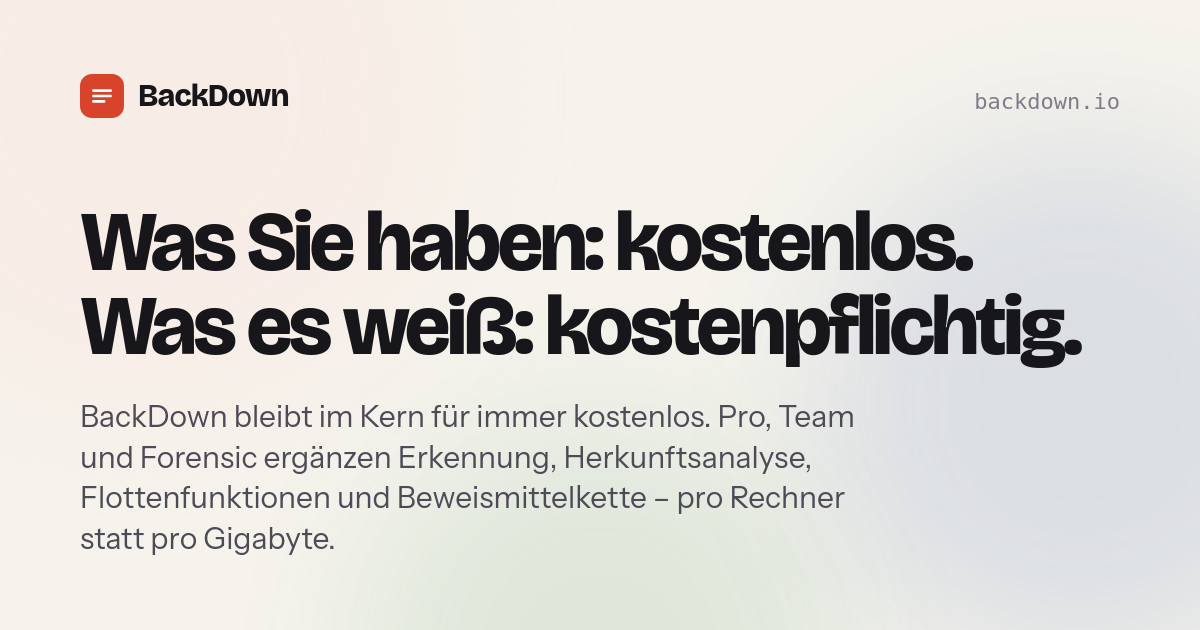 BackDown
backdown.io
Was Sie haben: kostenlos.
Was es weiß: kostenpflichtig.
BackDown bleibt im Kern für immer kostenlos. Pro, Team
und Forensic ergänzen Erkennung, Herkunftsanalyse,
Flottenfunktionen und Beweismittelkette – pro Rechner
statt pro Gigabyte.